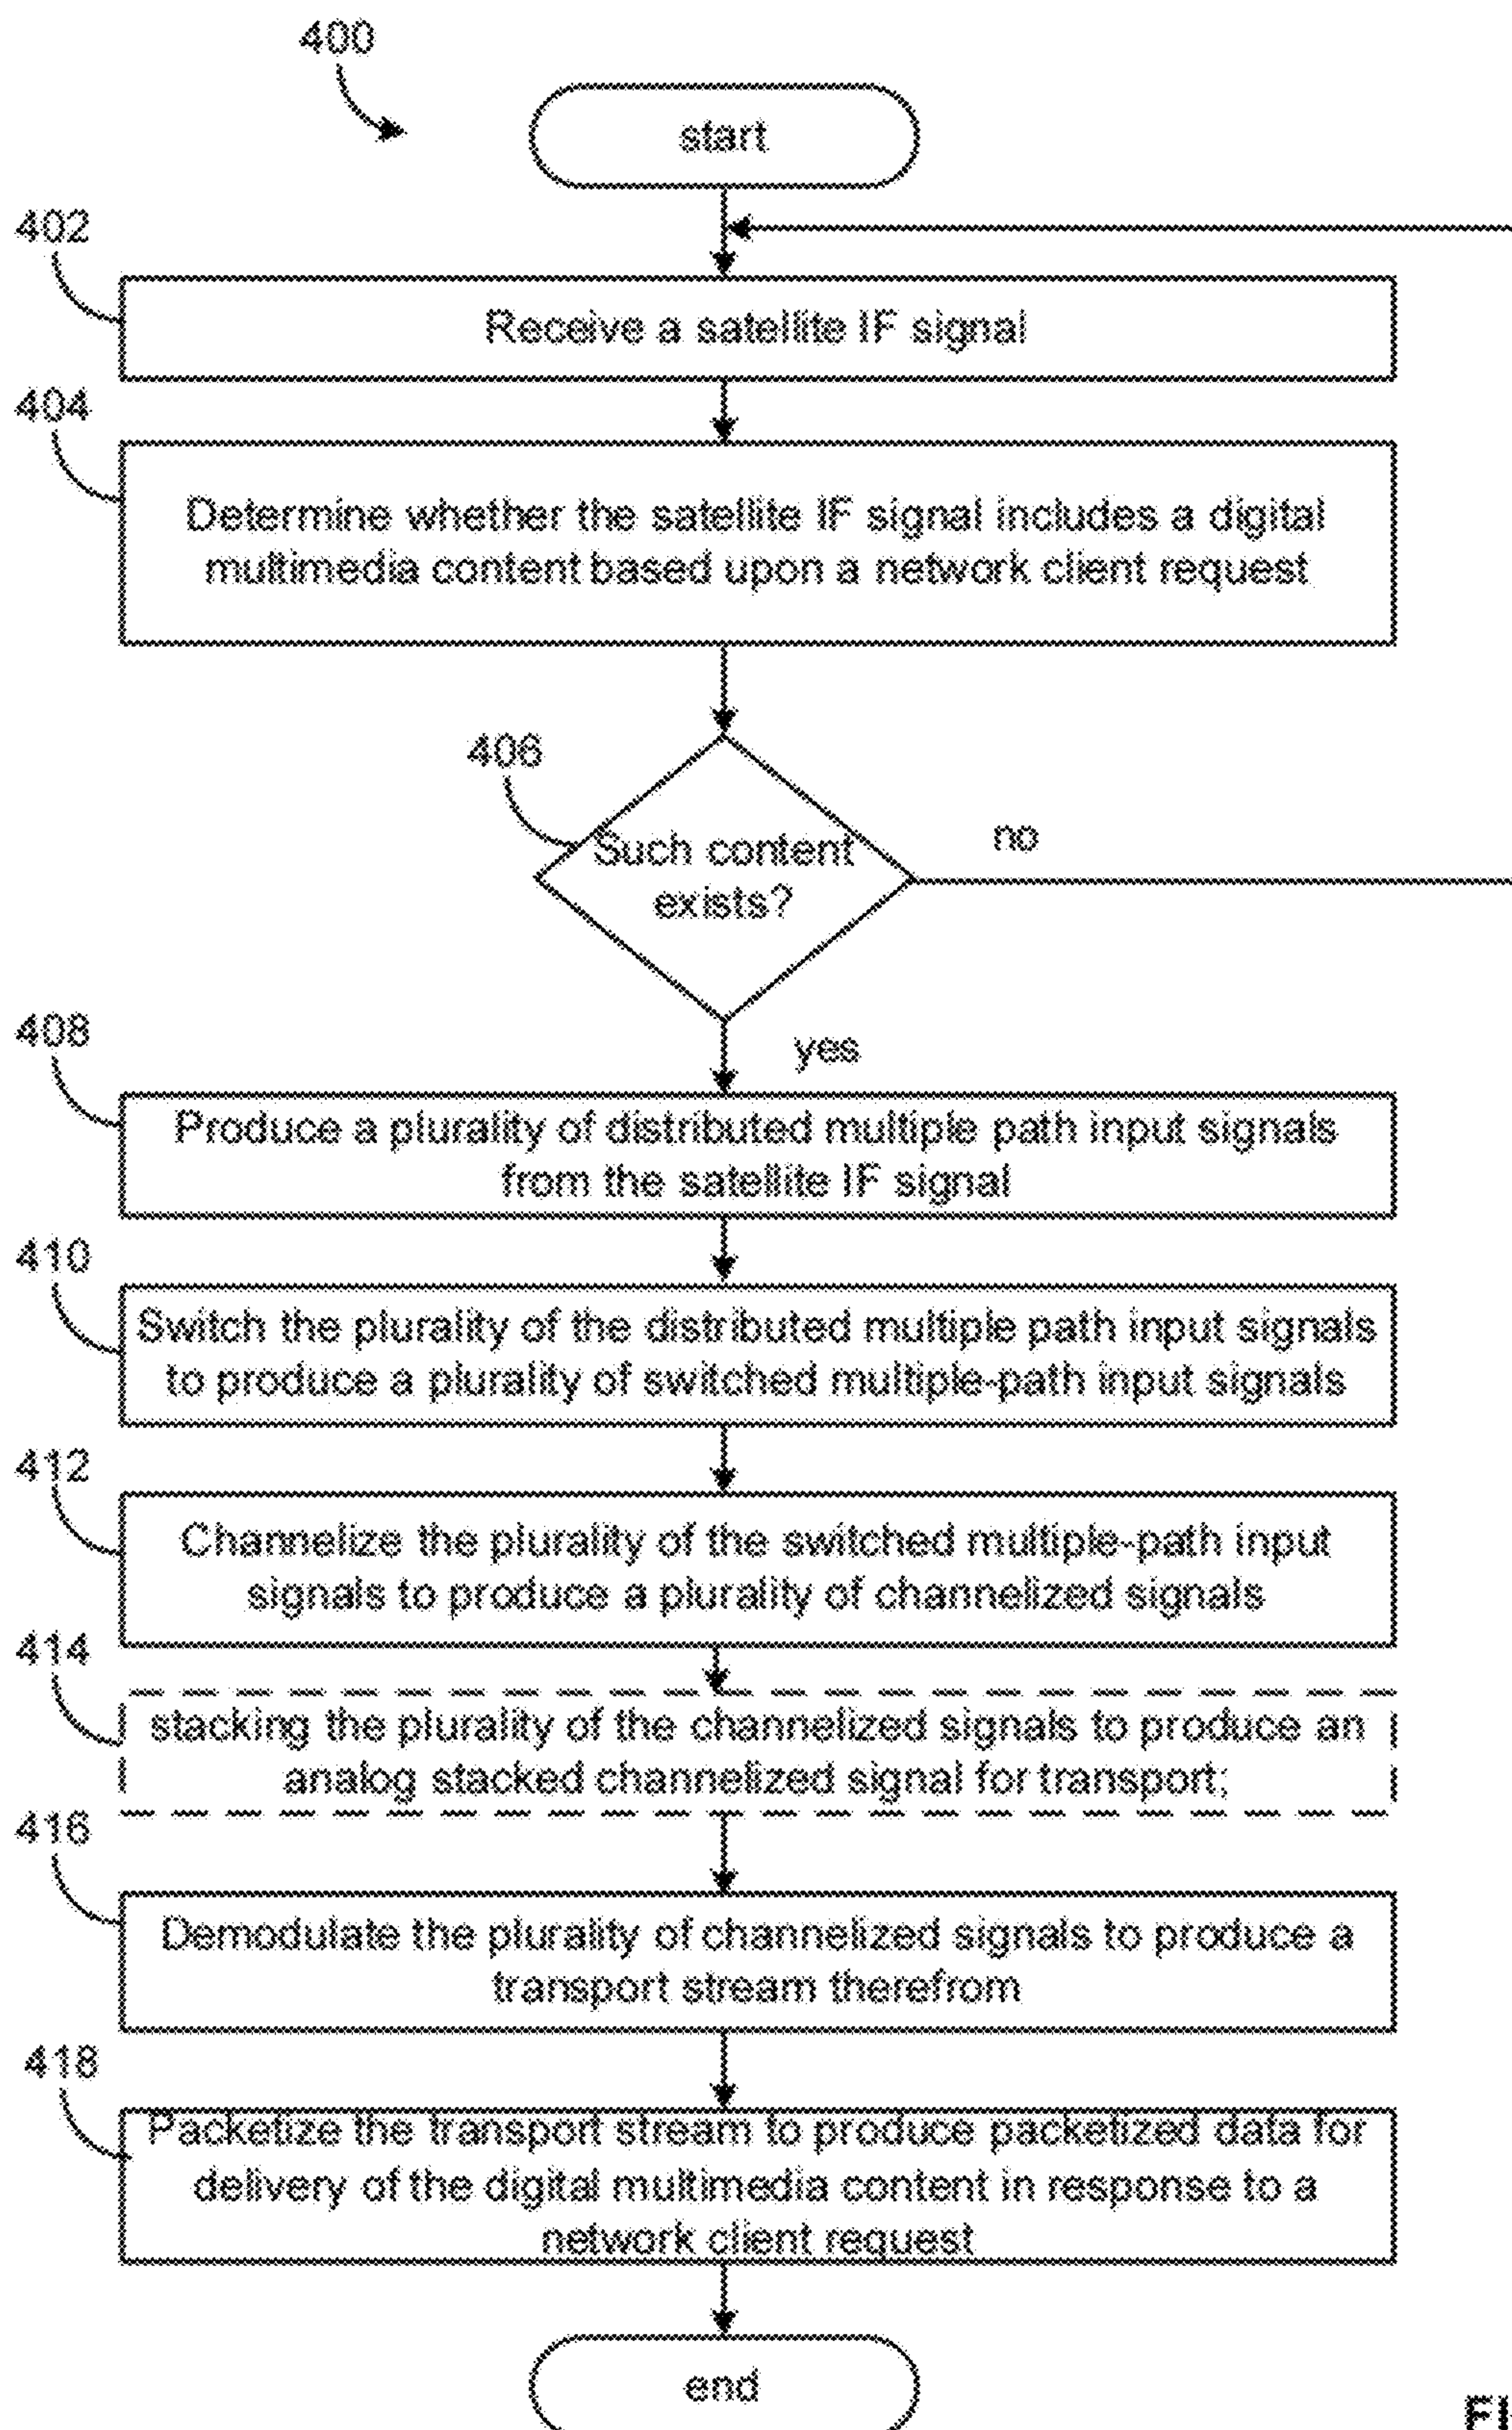 400
start
402
Receive a satellite IF signal
404
Determine whether the satellite IF signal includes a digital
multimedia content based upon a network client request
406
Such content
exists?
no
yes
408
Produce a plurality of distributed multiple path input signals
from the satellite IF signal
410
Switch the plurality of the distributed multiple path input signals
to produce a plurality of switched multiple-path input signals
412
Channelize the plurality of the switched multiple-path input
signals to produce a plurality of channelized signals
414
stacking the plurality of the channelized signals to produce an
analog stacked channelized signal for transport;
416
Demodulate the plurality of channelized signals to produce a
transport stream therefrom
418
Packetize the transport stream to produce packetized data for
delivery of the digital multimedia content in response to a
network client request
end